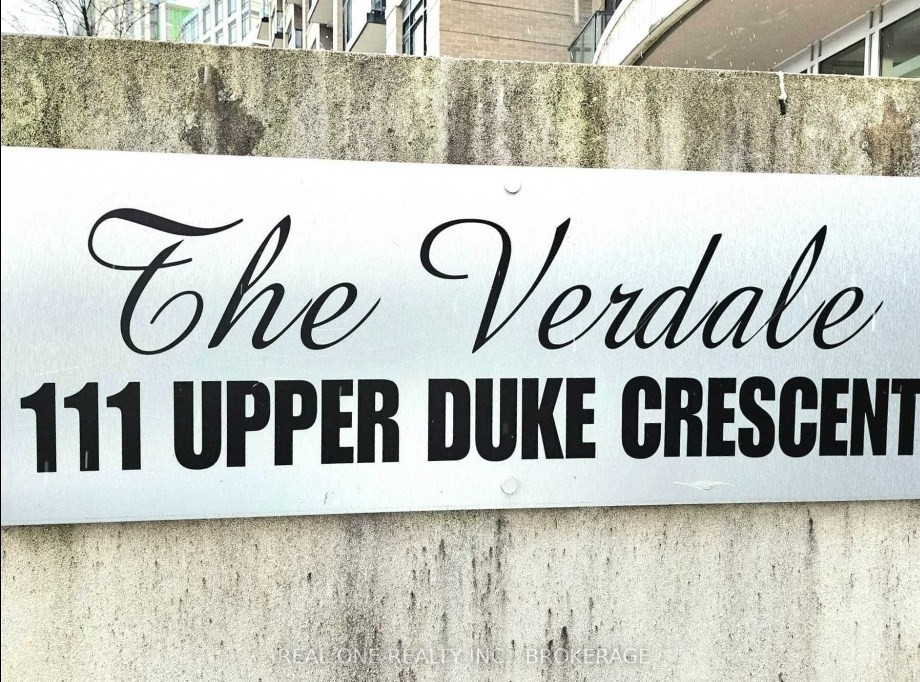 The Verdale
111 UPPER DUKE CRESCENT
REAL ONE REALTY INC., BROKERAGE